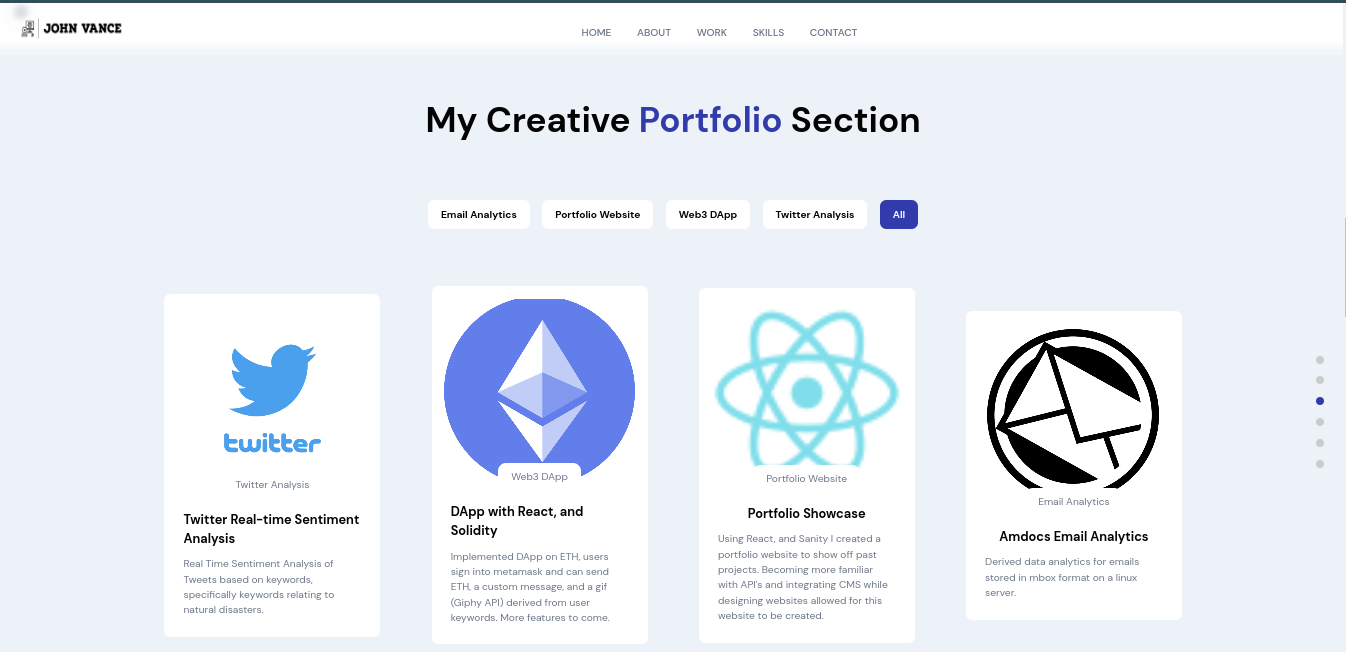 JOHN VANCE
HOME ABOUT WORK SKILLS CONTACT
My Creative Portfolio Section
Email Analytics Portfolio Website Web3 DApp Twitter Analysis All
twitter
Twitter Analysis
Twitter Real-time Sentiment
Analysis
Real Time Sentiment Analysis of
Tweets based on keywords,
specifically keywords relating to
natural disasters.
Web3 DApp
DApp with React, and
Solidity
Implemented DApp on ETH, users
sign into metamask and can send
ETH, a custom message, and a gif
(Giphy API) derived from user
keywords. More features to come.
Portfolio Website
Portfolio Showcase
Using React, and Sanity I created a
portfolio website to show off past
projects. Becoming more familiar
with API's and integrating CMS while
designing websites allowed for this
website to be created.
Email Analytics
Amdocs Email Analytics
Derived data analytics for emails
stored in mbox format on a linux
server.